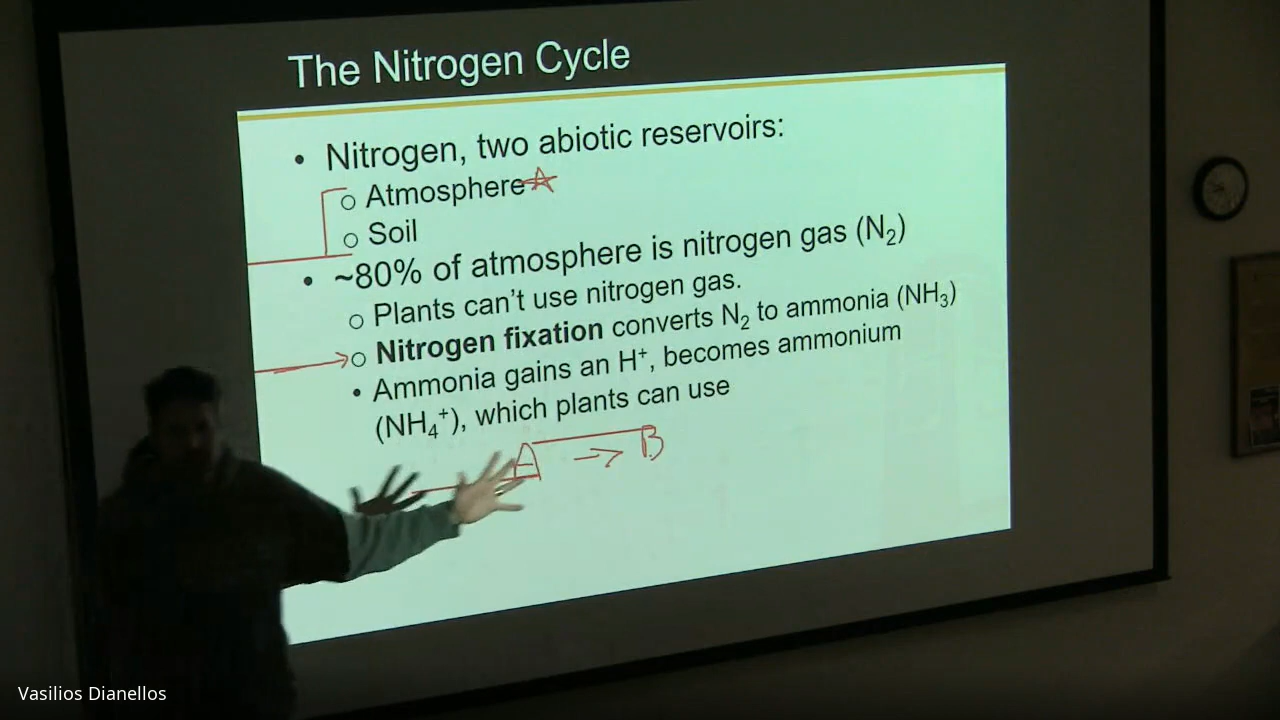 The Nitrogen Cycle
• Nitrogen, two abiotic reservoirs:
o Atmosphere
o Soil
• ~80% of atmosphere is nitrogen gas (N₂)
o Plants can't use nitrogen gas.
o Nitrogen fixation converts N₂ to ammonia (NH₃)
• Ammonia gains an H⁺, becomes ammonium
(NH₄⁺), which plants can use
A → B
Vasilios Dianellos